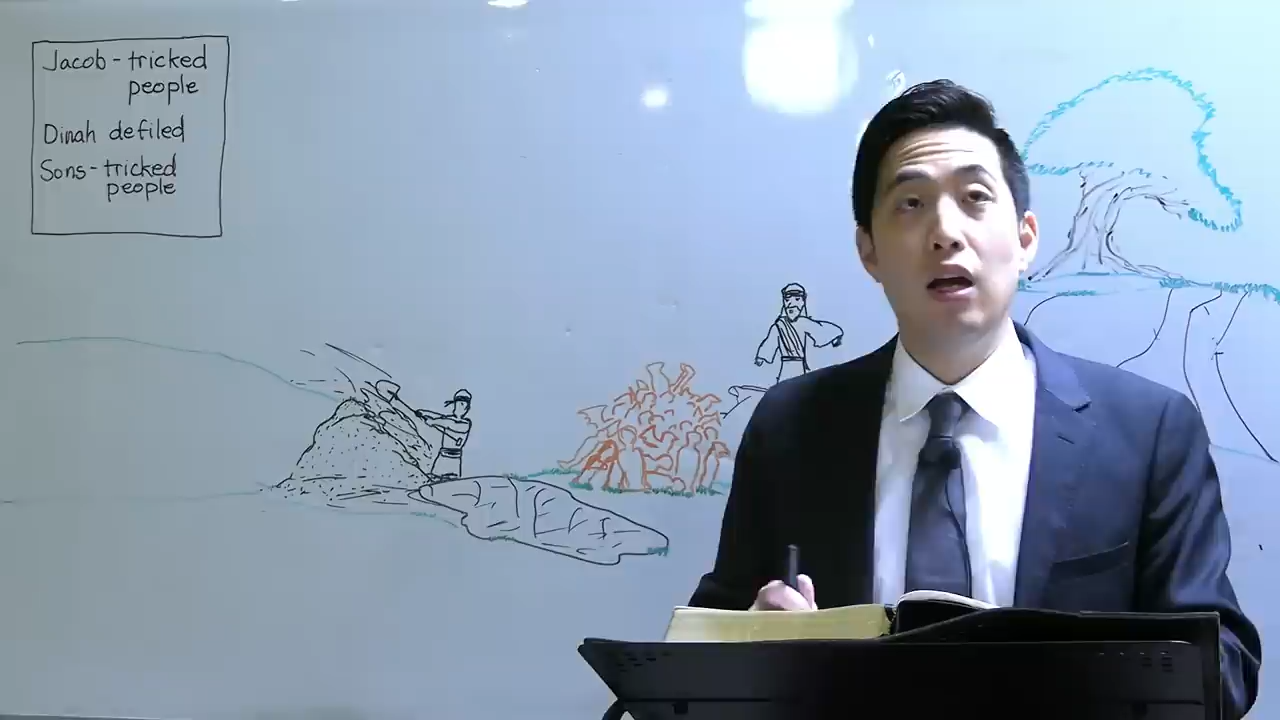 Jacob - tricked
people
Dinah defiled
Sons - tricked
people